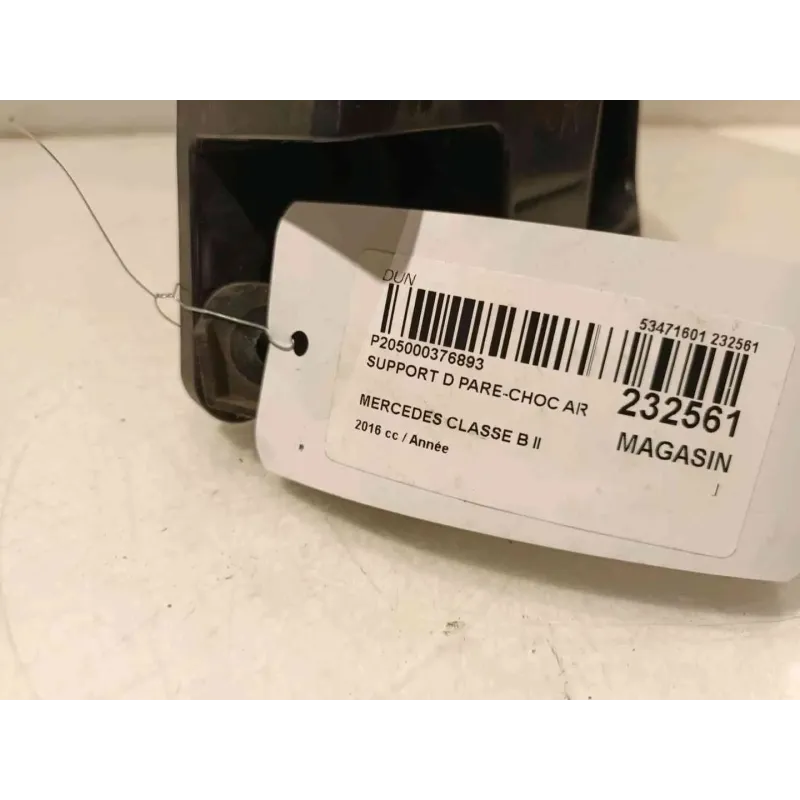 DUN
53471601 232561
P205000376893
SUPPORT D PARE-CHOC AR
232561
MERCEDES CLASSE B II
MAGASIN
2016 cc / Année